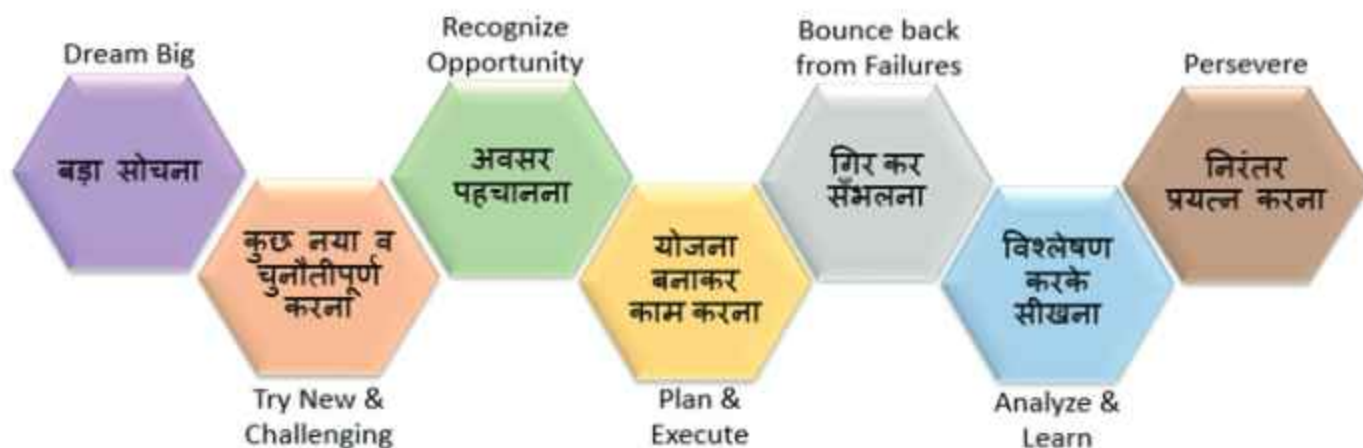 Dream Big
बड़ा सोचना
कुछ नया व
चुनौतीपूर्ण
करना
Try New &
Challenging
Recognize
Opportunity
अवसर
पहचानना
योजना
बनाकर
काम करना
Plan &
Execute
Bounce back
from Failures
गिर कर
सँभलना
विश्लेषण
करके
सीखना
Analyze &
Learn
Persevere
निरंतर
प्रयत्न करना